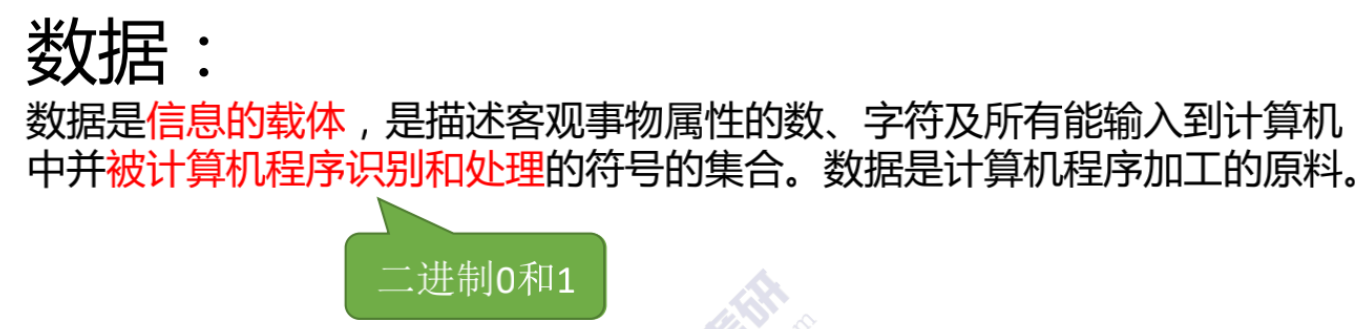 数据：
数据是信息的载体，是描述客观事物属性的数、字符及所有能输入到计算机
中并被计算机程序识别和处理的符号的集合。数据是计算机程序加工的原料。
二进制0和1